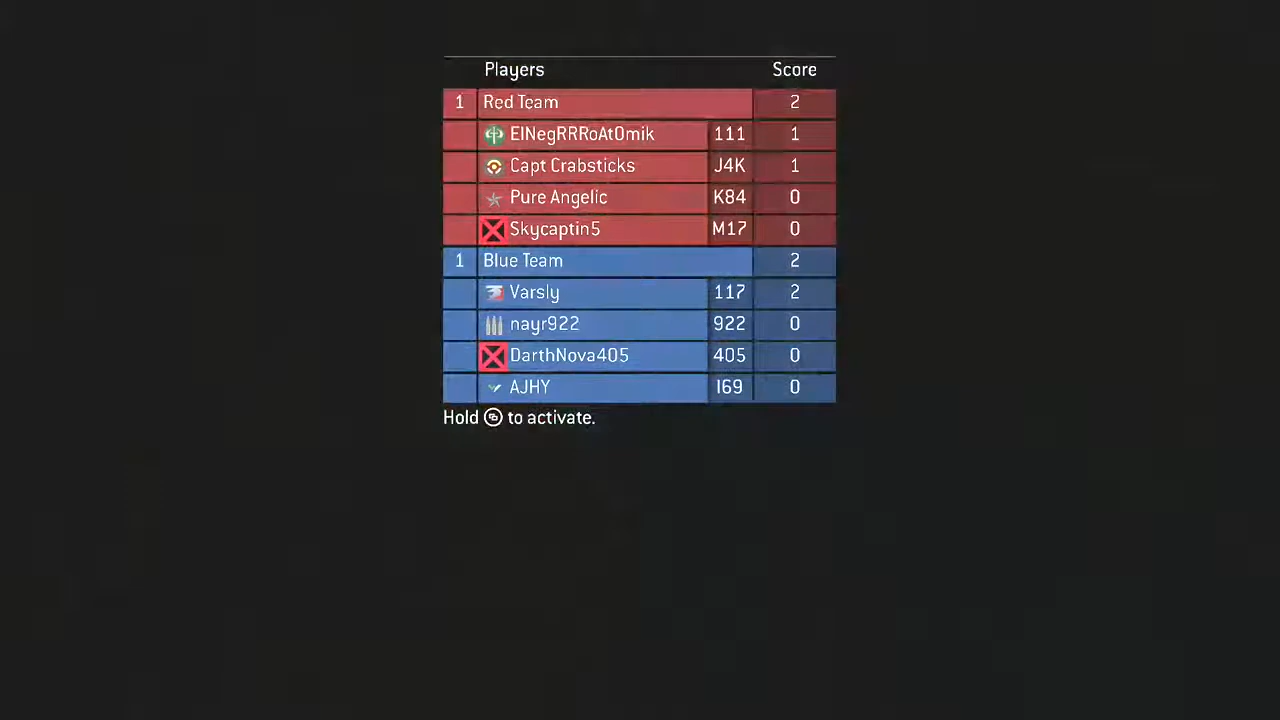 Players Score
1 Red Team 2
ElNegRRRoAt0mik 111 1
Capt Crabsticks J4K 1
Pure Angelic K84 0
Skycaptin5 M17 0
1 Blue Team 2
Varsly 117 2
nayr922 922 0
DarthNova405 405 0
AJHY I69 0
Hold to activate.